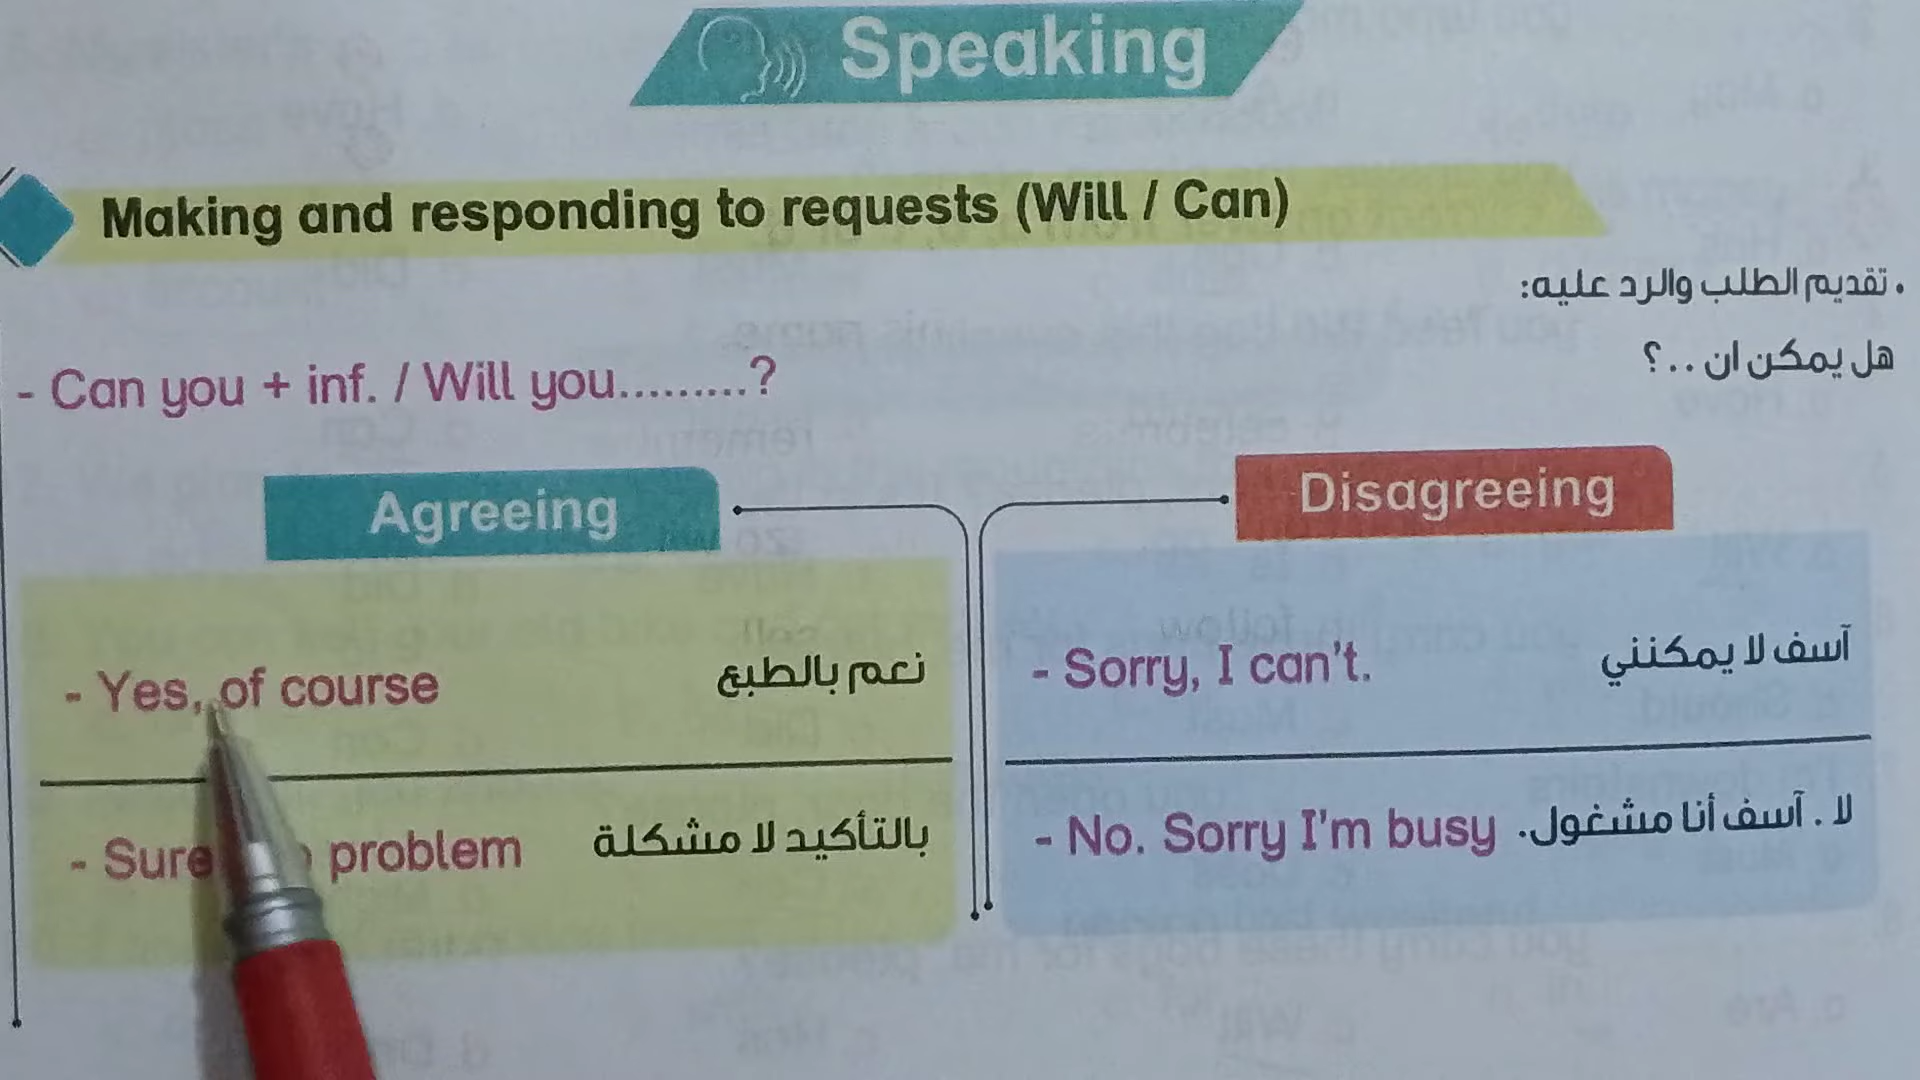 Speaking
Making and responding to requests (Will / Can)
• تقديم الطلب والرد عليه:
- Can you + inf. / Will you.........?
هل يمكن ان ..؟
Agreeing
- Yes, of course نعم بالطبع
- Sure problem بالتأكيد لا مشكلة
Disagreeing
- Sorry, I can't. آسف لا يمكنني
- No. Sorry I'm busy لا . آسف أنا مشغول.